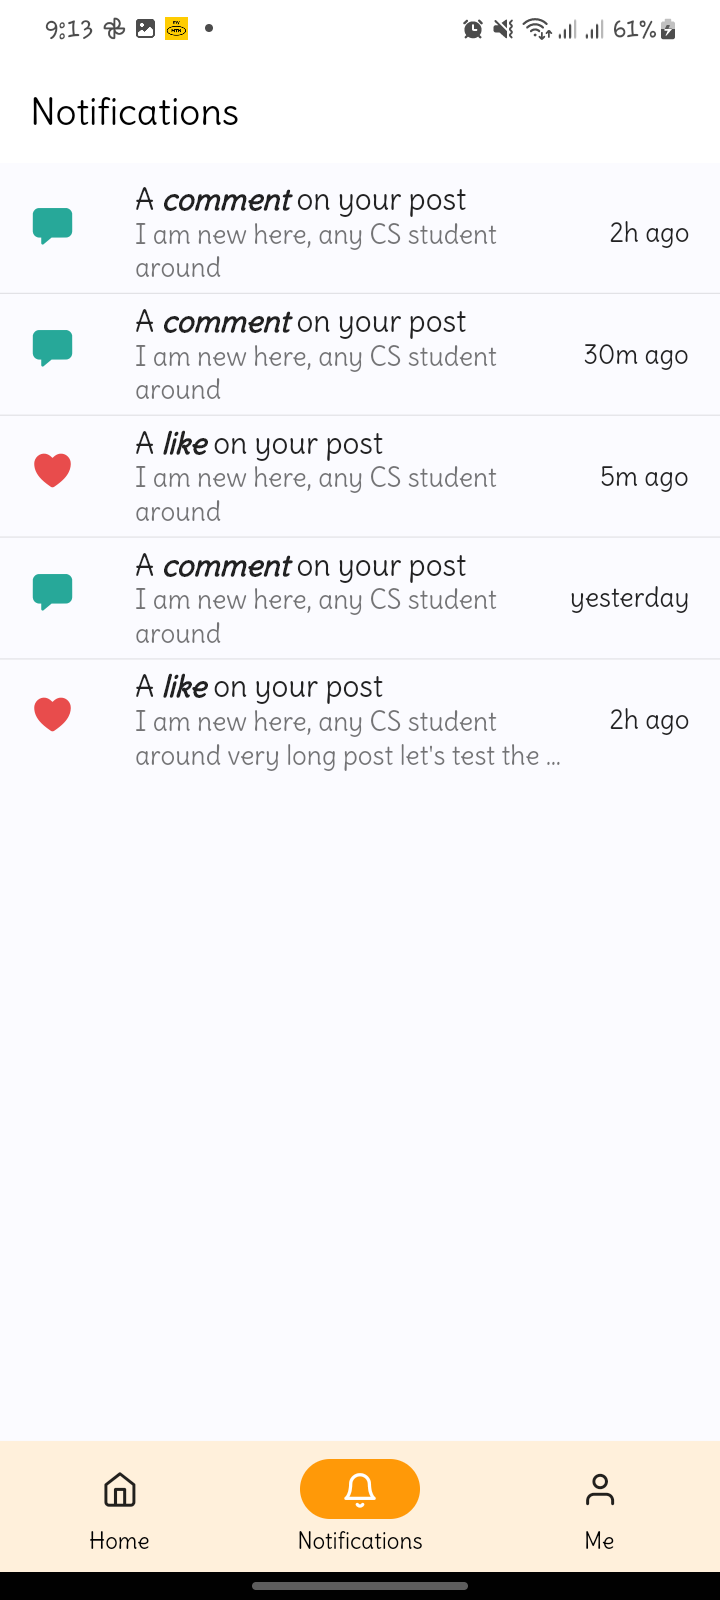 9:13
61%
Notifications
A comment on your post
I am new here, any CS student
around
2h ago
A comment on your post
I am new here, any CS student
around
30m ago
A like on your post
I am new here, any CS student
around
5m ago
A comment on your post
I am new here, any CS student
around
yesterday
A like on your post
I am new here, any CS student
around very long post let's test the ...
2h ago
Home
Notifications
Me